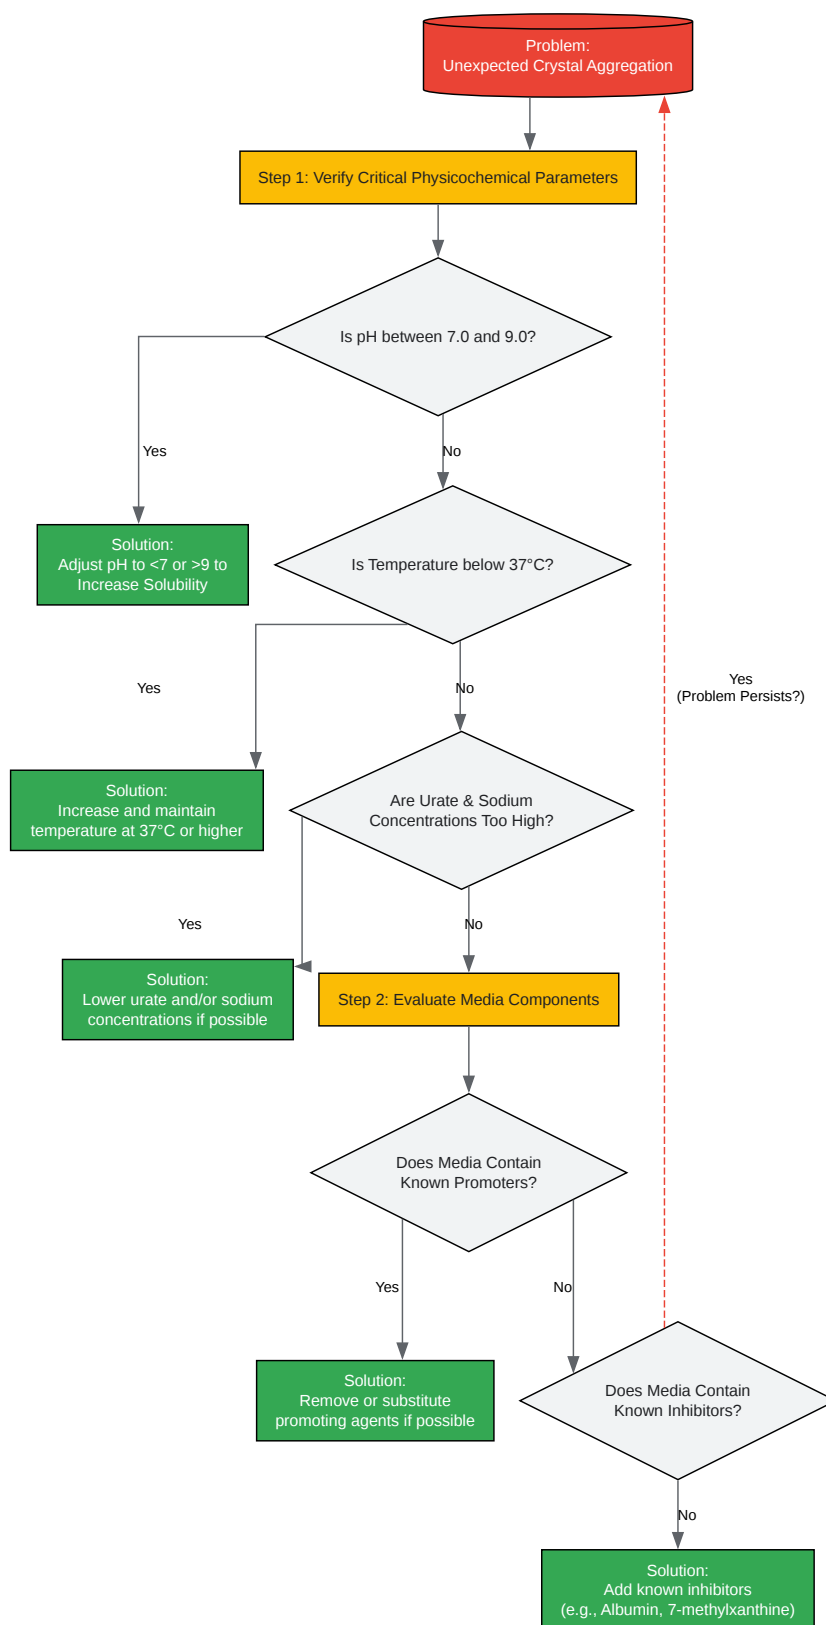 Problem:
Unexpected Crystal Aggregation
Step 1: Verify Critical Physicochemical Parameters
Is pH between 7.0 and 9.0?
Yes
No
Solution:
Adjust pH to <7 or >9 to
Increase Solubility
Is Temperature below 37°C?
Yes
No
Yes
(Problem Persists?)
Solution:
Increase and maintain
temperature at 37°C or higher
Are Urate & Sodium
Concentrations Too High?
Yes
No
Solution:
Lower urate and/or sodium
concentrations if possible
Step 2: Evaluate Media Components
Does Media Contain
Known Promoters?
Yes
No
Solution:
Remove or substitute
promoting agents if possible
Does Media Contain
Known Inhibitors?
No
Solution:
Add known inhibitors
(e.g., Albumin, 7-methylxanthine)